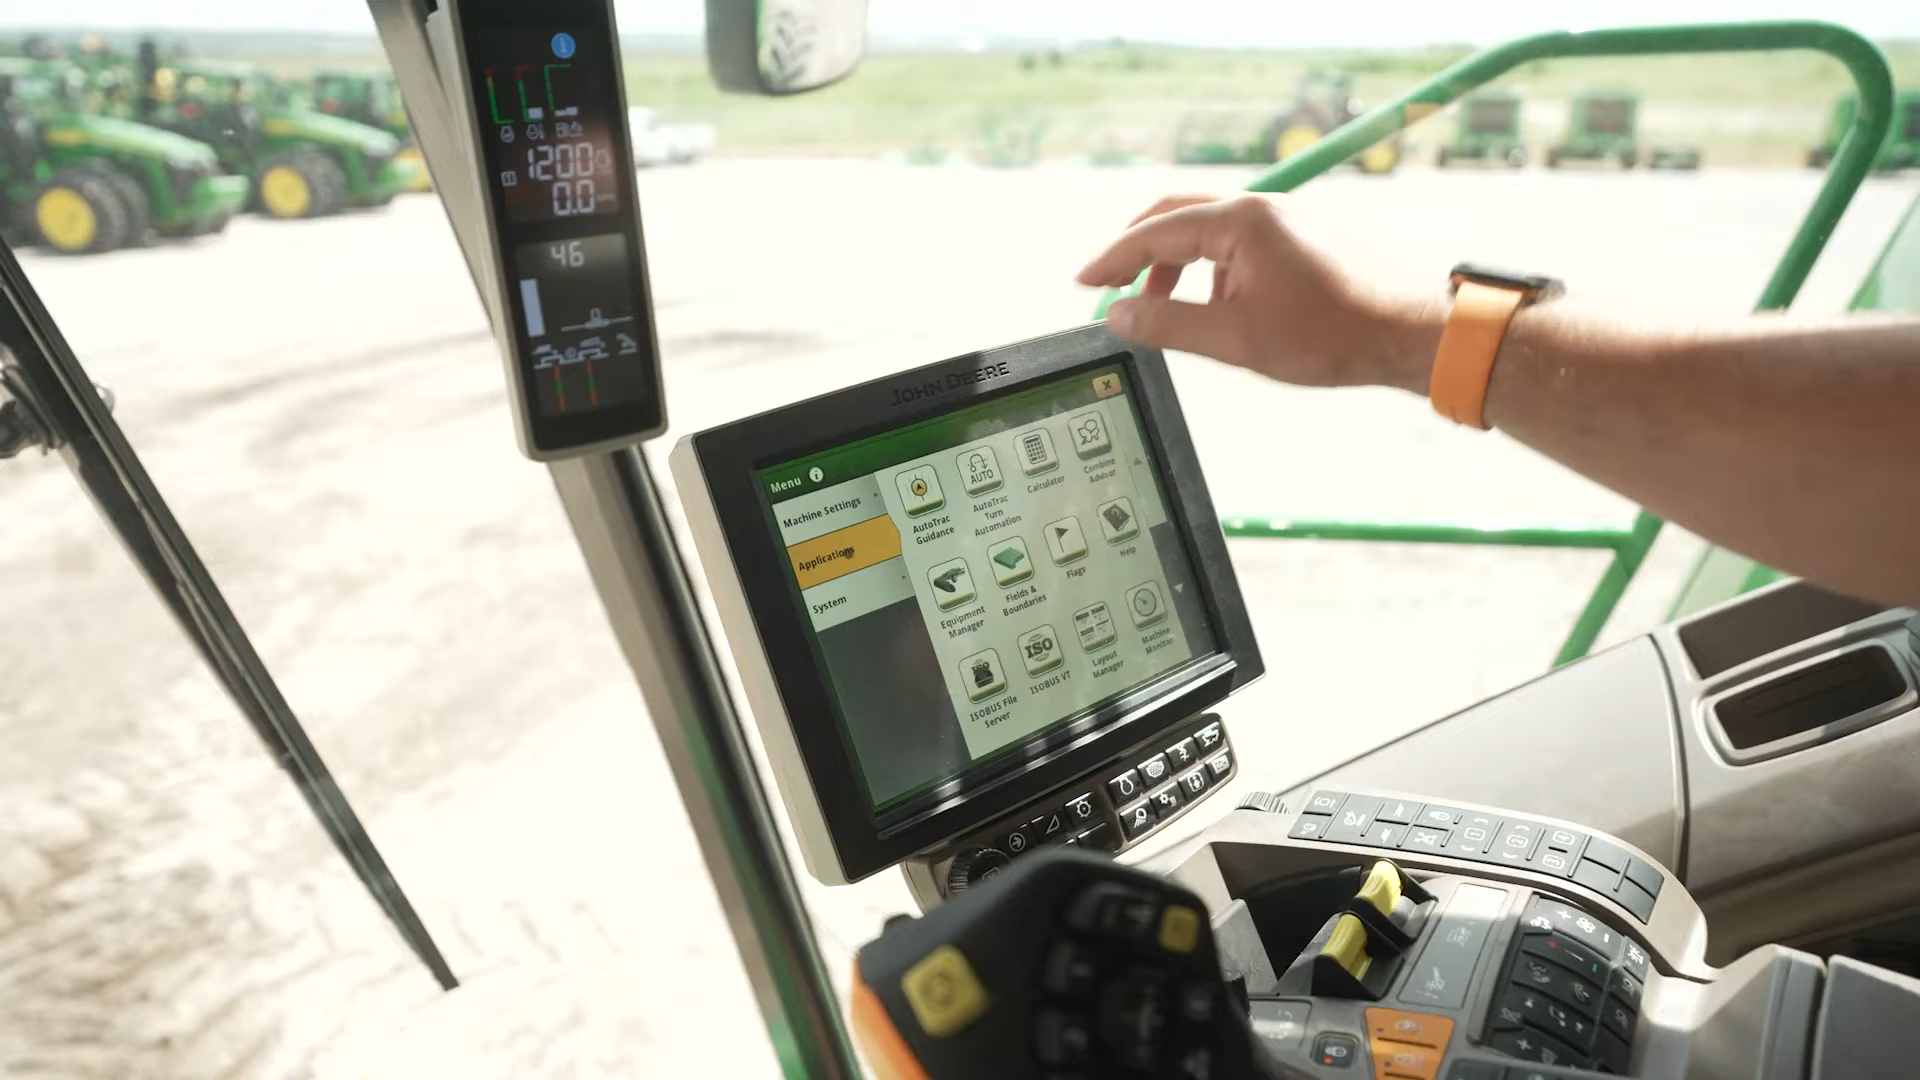 1200
0.0
46
JOHN DEERE
Menu
Machine Settings
Applications
System
AutoTrac
Guidance
AUTO
AutoTrac
Turn
Automation
Calculator
Combine
Advisor
Equipment
Manager
Fields &
Boundaries
Flags
Help
ISO
ISOBUS File
Server
ISO
ISOBUS VT
Layout
Manager
Machine
Monitor